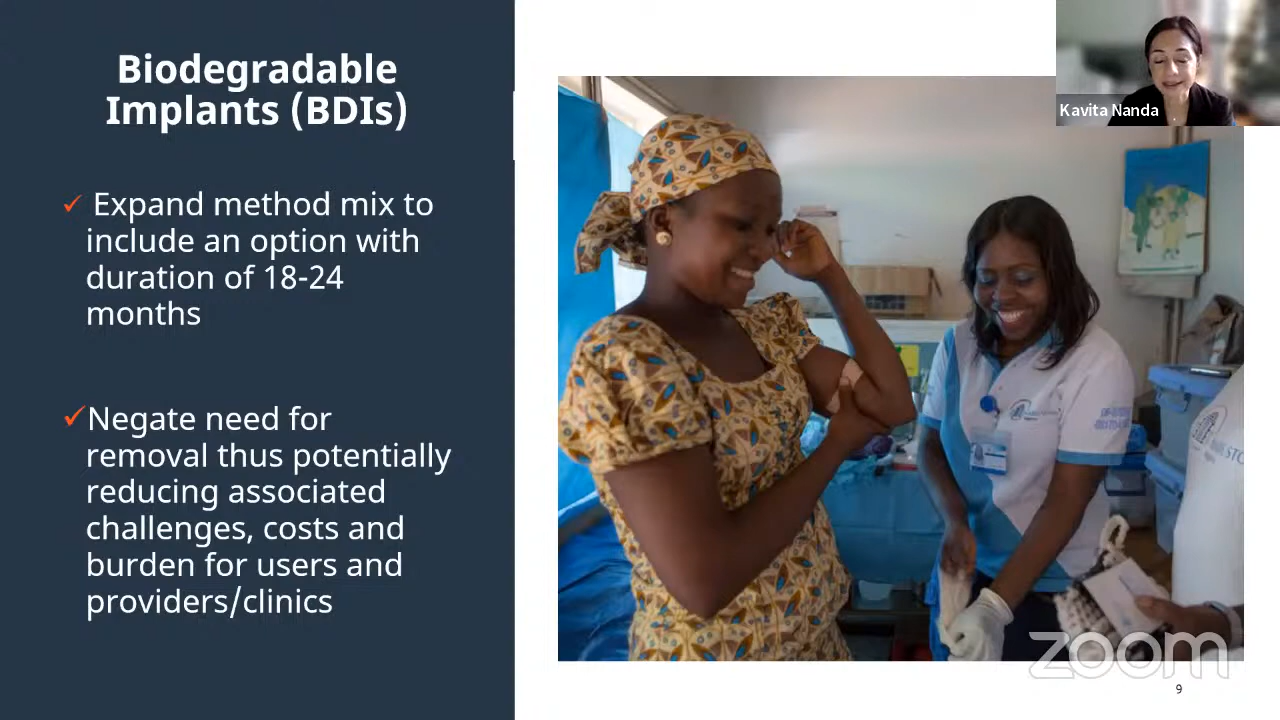 Biodegradable
Implants (BDIs)
✓ Expand method mix to
include an option with
duration of 18-24
months
✓Negate need for
removal thus potentially
reducing associated
challenges, costs and
burden for users and
providers/clinics
Kavita Nanda
zoom
9